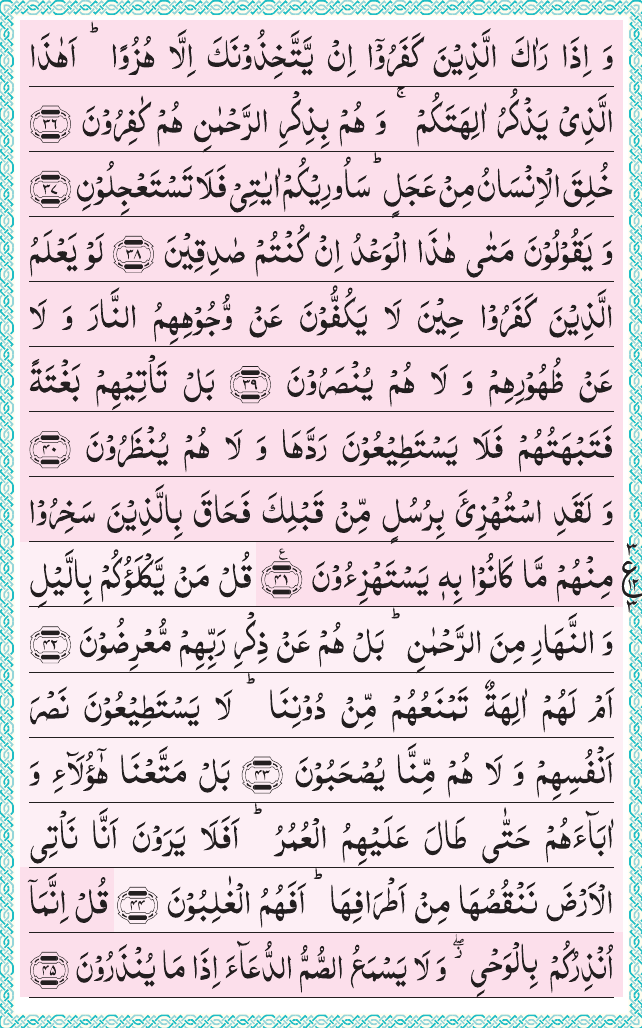 وَ اِذَا رَاٰكَ الَّذِیْنَ كَفَرُوْۤا اِنْ یَّتَّخِذُوْنَكَ اِلَّا هُزُوًا ؕ اَهٰذَا
الَّذِیْ یَذْكُرُ اٰلِهَتَكُمْ ۚ وَ هُمْ بِذِكْرِ الرَّحْمٰنِ هُمْ كٰفِرُوْنَ ﴿۳۶﴾
خُلِقَ الْاِنْسَانُ مِنْ عَجَلٍ ؕ سَاُورِیْكُمْ اٰیٰتِیْ فَلَا تَسْتَعْجِلُوْنِ ﴿۳۷﴾
وَ یَقُوْلُوْنَ مَتٰی هٰذَا الْوَعْدُ اِنْ كُنْتُمْ صٰدِقِیْنَ ﴿۳۸﴾ لَوْ یَعْلَمُ
الَّذِیْنَ كَفَرُوْا حِیْنَ لَا یَكُفُّوْنَ عَنْ وُّجُوْهِهِمُ النَّارَ وَ لَا
عَنْ ظُهُوْرِهِمْ وَ لَا هُمْ یُنْصَرُوْنَ ﴿۳۹﴾ بَلْ تَاْتِیْهِمْ بَغْتَةً
فَتَبْهَتُهُمْ فَلَا یَسْتَطِیْعُوْنَ رَدَّهَا وَ لَا هُمْ یُنْظَرُوْنَ ﴿۴۰﴾
وَ لَقَدِ اسْتُهْزِئَ بِرُسُلٍ مِّنْ قَبْلِكَ فَحَاقَ بِالَّذِیْنَ سَخِرُوْا
مِنْهُمْ مَّا كَانُوْا بِهٖ یَسْتَهْزِءُوْنَ ﴿۴۱﴾ ع قُلْ مَنْ یَّكْلَؤُكُمْ بِالَّیْلِ
۳ ع ۱۲ ۳
وَ النَّهَارِ مِنَ الرَّحْمٰنِ ؕ بَلْ هُمْ عَنْ ذِكْرِ رَبِّهِمْ مُّعْرِضُوْنَ ﴿۴۲﴾
اَمْ لَهُمْ اٰلِهَةٌ تَمْنَعُهُمْ مِّنْ دُوْنِنَا ؕ لَا یَسْتَطِیْعُوْنَ نَصْرَ
اَنْفُسِهِمْ وَ لَا هُمْ مِّنَّا یُصْحَبُوْنَ ﴿۴۳﴾ بَلْ مَتَّعْنَا هٰۤؤُلَآءِ وَ
اٰبَآءَهُمْ حَتّٰی طَالَ عَلَیْهِمُ الْعُمُرُ ؕ اَفَلَا یَرَوْنَ اَنَّا نَاْتِی
الْاَرْضَ نَنْقُصُهَا مِنْ اَطْرَافِهَا ؕ اَفَهُمُ الْغٰلِبُوْنَ ﴿۴۴﴾ قُلْ اِنَّمَاۤ
اُنْذِرُكُمْ بِالْوَحْیِ ۖ٘ وَ لَا یَسْمَعُ الصُّمُّ الدُّعَآءَ اِذَا مَا یُنْذَرُوْنَ ﴿۴۵﴾